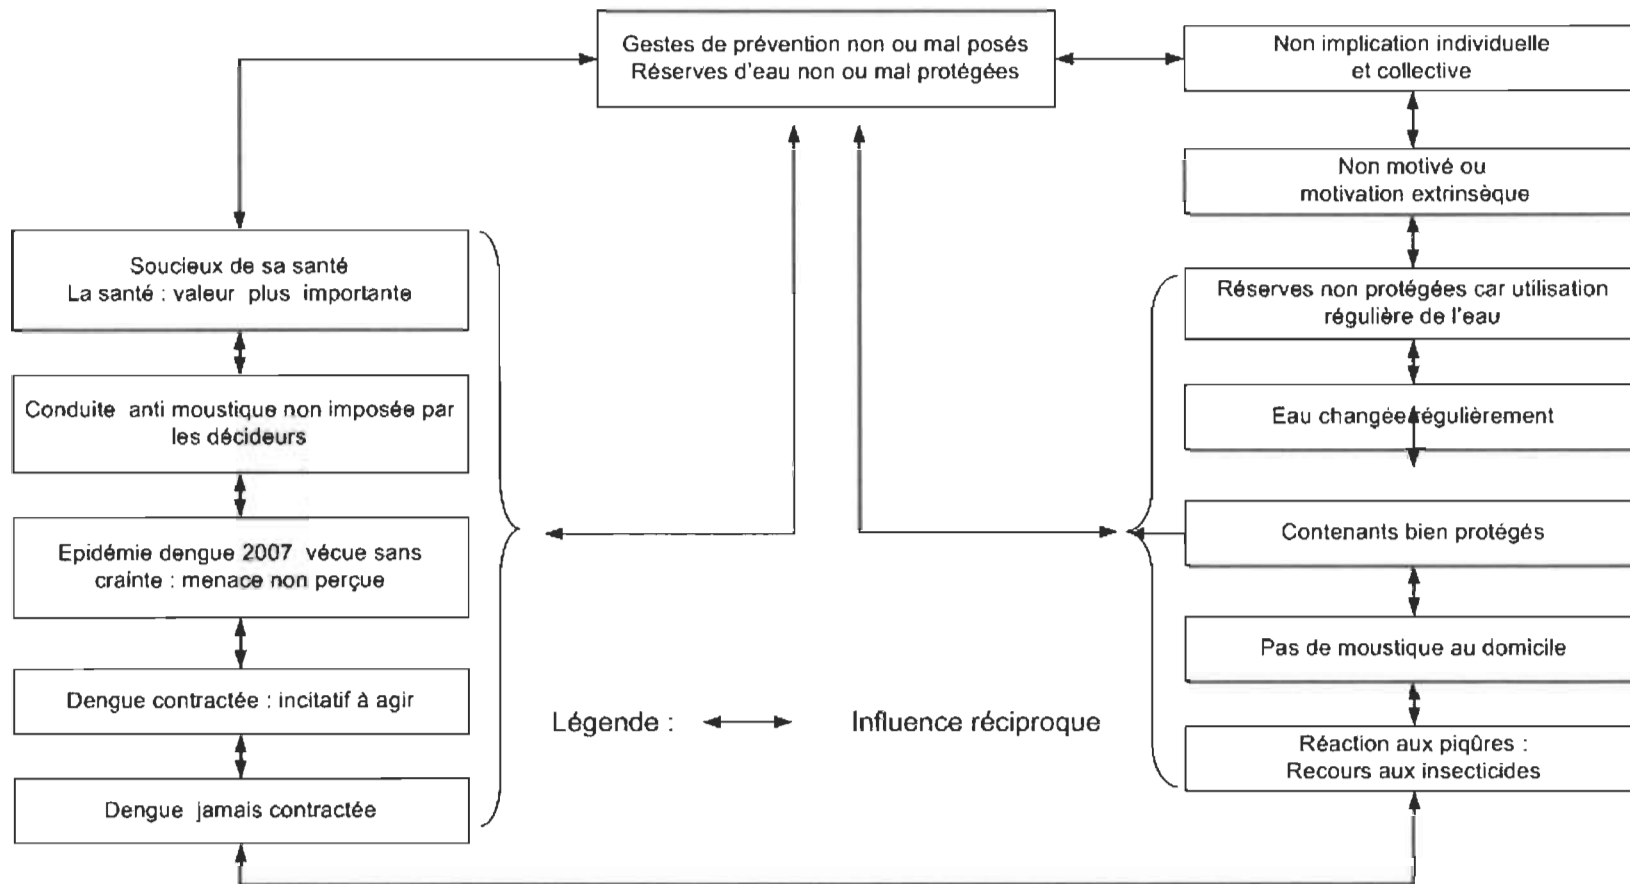 Gestes de prévention non ou mal posés
Réserves d'eau non ou mal protégées
Non implication individuelle
et collective
Non motivé ou
motivation extrinsèque
Soucieux de sa santé
La santé : valeur plus importante
Réserves non protégées car utilisation
régulière de l'eau
Conduite anti moustique non imposée par
les décideurs
Eau changée régulièrement
Epidémie dengue 2007 vécue sans
crainte : menace non perçue
Contenants bien protégés
Pas de moustique au domicile
Dengue contractée : incitatif à agir
Légende :
Influence réciproque
Réaction aux piqûres :
Recours aux insecticides
Dengue jamais contractée